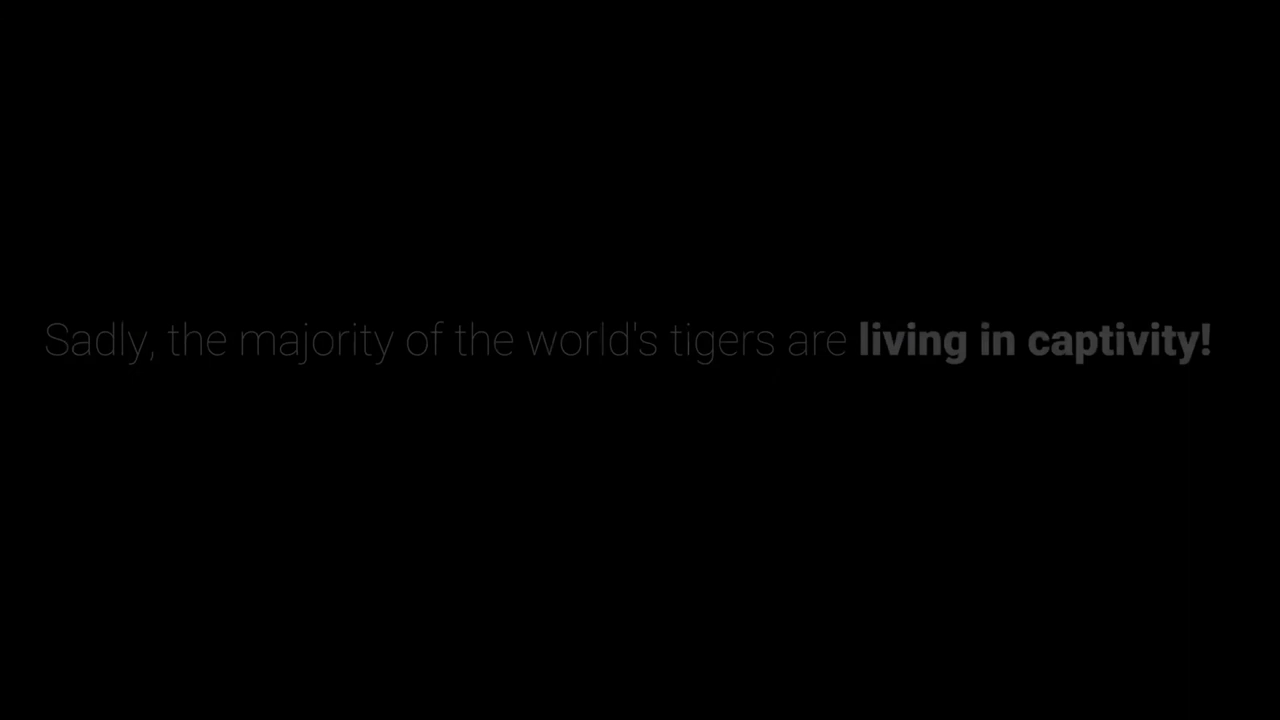 Sadly, the majority of the world's tigers are living in captivity!